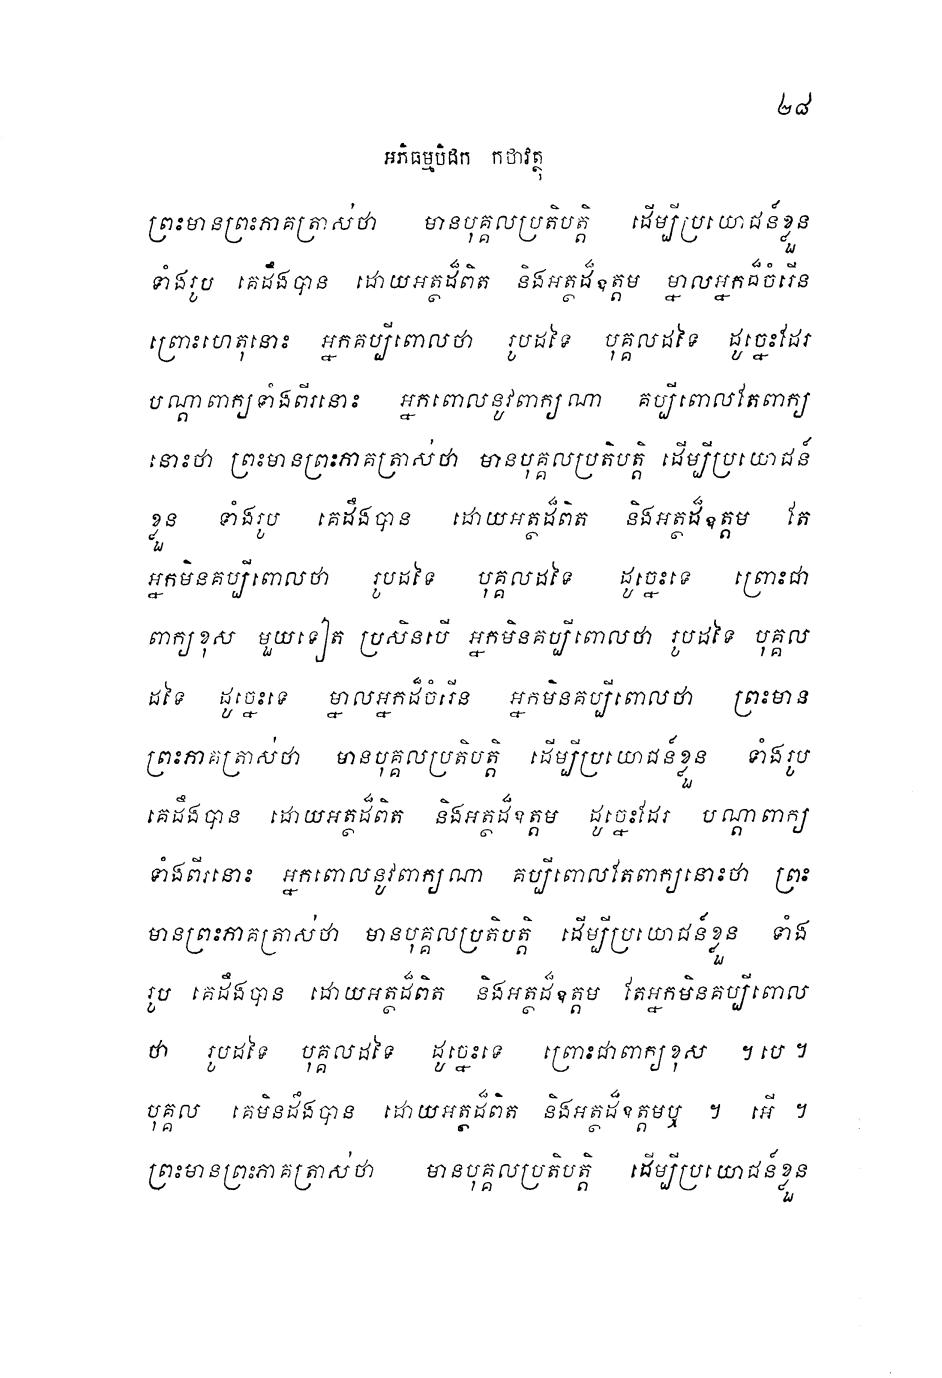 ២៨
អភិធម្មបិដក កថាវត្ថុ
ព្រះមានព្រះភាគត្រាស់ថា មានបុគ្គលប្រតិបត្តិ ដើម្បីប្រយោជន៍ខ្លួន
ទាំងរូប គេដឹងបាន ដោយអត្ថដ៏ពិត និងអត្ថដ៏ឧត្តម ម្នាលអ្នកដ៏ចំរើន
ព្រោះហេតុនោះ អ្នកគប្បីពោលថា រូបដទៃ បុគ្គលដទៃ ដូច្នេះដែរ
បណ្តាពាក្យទាំងពីរនោះ អ្នកពោលនូវពាក្យណា គប្បីពោលតែពាក្យ
នោះថា ព្រះមានព្រះភាគត្រាស់ថា មានបុគ្គលប្រតិបត្តិ ដើម្បីប្រយោជន៍
ខ្លួន ទាំងរូប គេដឹងបាន ដោយអត្ថដ៏ពិត និងអត្ថដ៏ឧត្តម តែ
អ្នកមិនគប្បីពោលថា រូបដទៃ បុគ្គលដទៃ ដូច្នេះទេ ព្រោះជា
ពាក្យខុស មួយទៀត ប្រសិនបើ អ្នកមិនគប្បីពោលថា រូបដទៃ បុគ្គល
ដទៃ ដូច្នេះទេ ម្នាលអ្នកដ៏ចំរើន អ្នកមិនគប្បីពោលថា ព្រះមាន
ព្រះភាគត្រាស់ថា មានបុគ្គលប្រតិបត្តិ ដើម្បីប្រយោជន៍ខ្លួន ទាំងរូប
គេដឹងបាន ដោយអត្ថដ៏ពិត និងអត្ថដ៏ឧត្តម ដូច្នេះដែរ បណ្តាពាក្យ
ទាំងពីរនោះ អ្នកពោលនូវពាក្យណា គប្បីពោលតែពាក្យនោះថា ព្រះ
មានព្រះភាគត្រាស់ថា មានបុគ្គលប្រតិបត្តិ ដើម្បីប្រយោជន៍ខ្លួន ទាំង
រូប គេដឹងបាន ដោយអត្ថដ៏ពិត និងអត្ថដ៏ឧត្តម តែអ្នកមិនគប្បីពោល
ថា រូបដទៃ បុគ្គលដទៃ ដូច្នេះទេ ព្រោះជាពាក្យខុស ។បេ។
បុគ្គល គេមិនដឹងបាន ដោយអត្ថដ៏ពិត និងអត្ថដ៏ឧត្តមឬ ។ អើ ។
ព្រះមានព្រះភាគត្រាស់ថា មានបុគ្គលប្រតិបត្តិ ដើម្បីប្រយោជន៍ខ្លួន